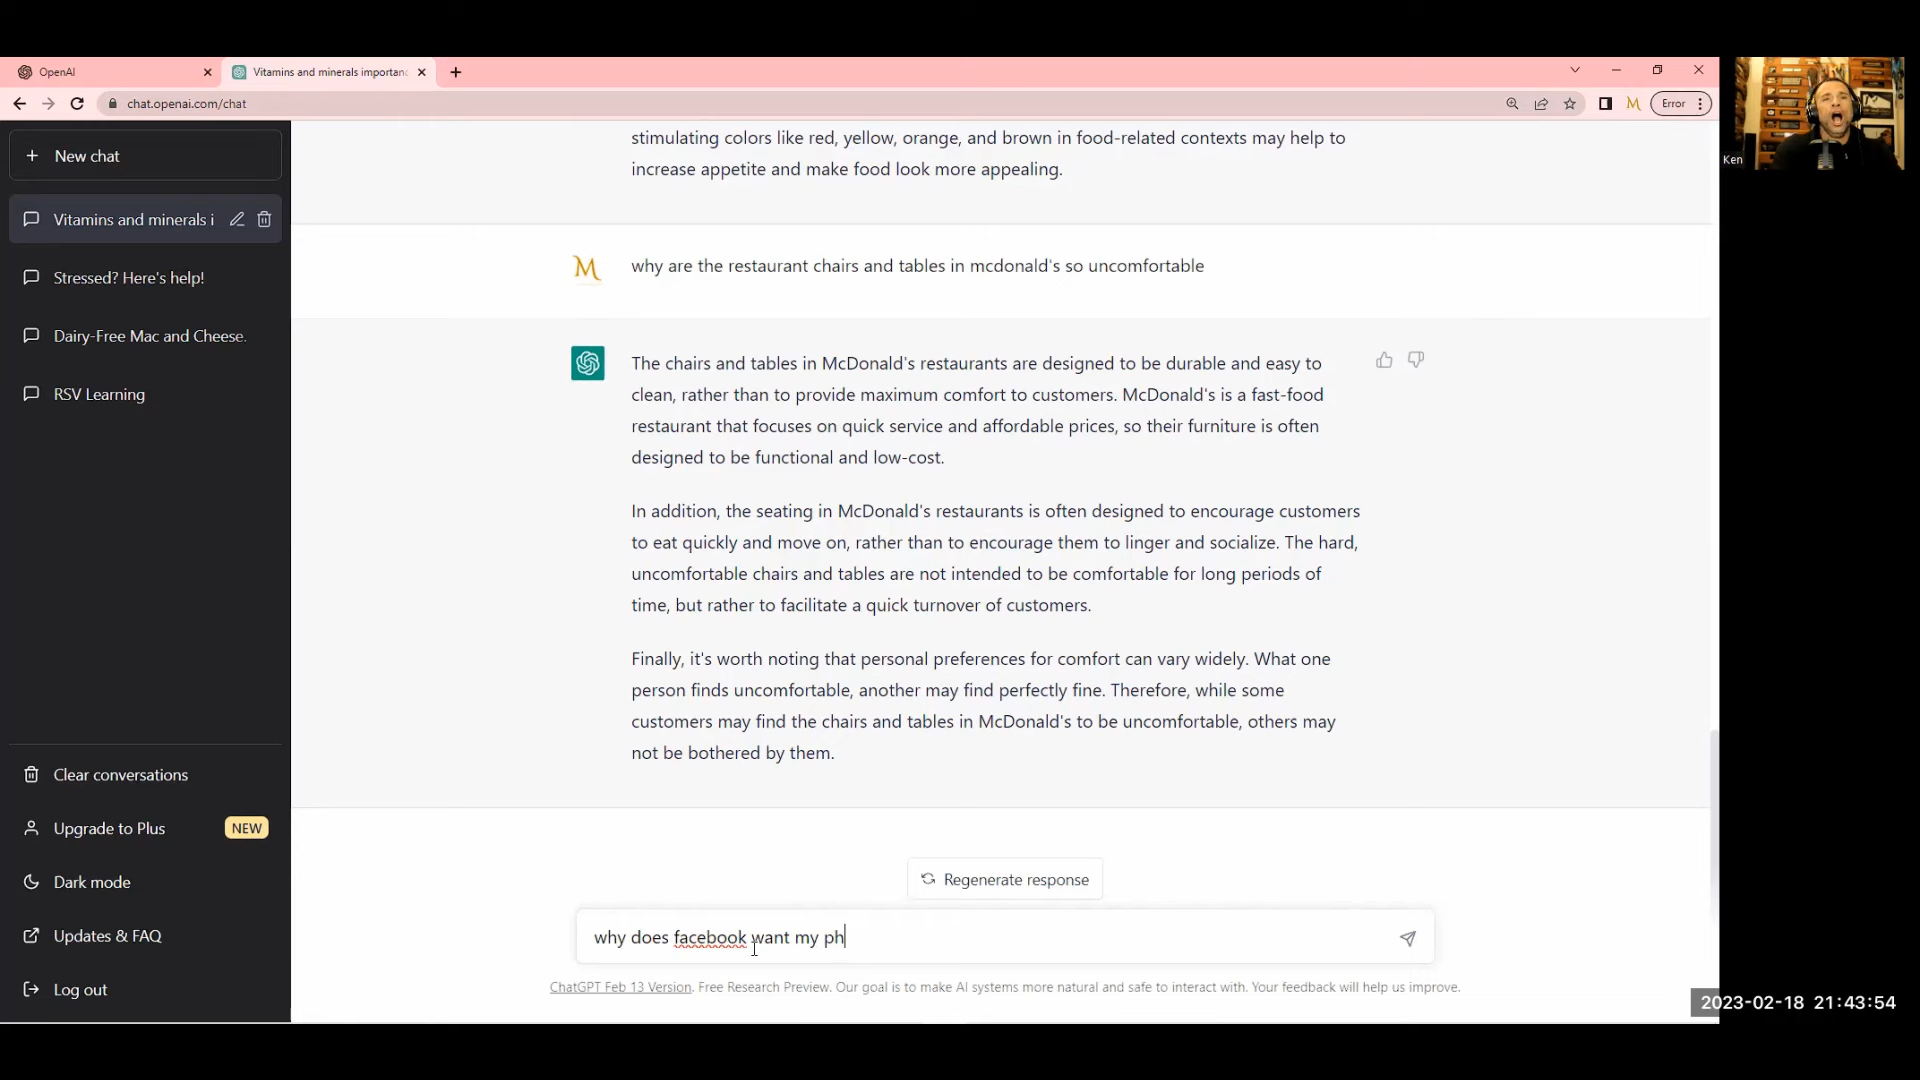 OpenAI
Vitamins and minerals importanc
chat.openai.com/chat
Error
Ken
New chat
Vitamins and minerals i
Stressed? Here's help!
Dairy-Free Mac and Cheese.
RSV Learning
Clear conversations
Upgrade to Plus
NEW
Dark mode
Updates & FAQ
Log out
stimulating colors like red, yellow, orange, and brown in food-related contexts may help to
increase appetite and make food look more appealing.
M
why are the restaurant chairs and tables in mcdonald's so uncomfortable
The chairs and tables in McDonald's restaurants are designed to be durable and easy to
clean, rather than to provide maximum comfort to customers. McDonald's is a fast-food
restaurant that focuses on quick service and affordable prices, so their furniture is often
designed to be functional and low-cost.
In addition, the seating in McDonald's restaurants is often designed to encourage customers
to eat quickly and move on, rather than to encourage them to linger and socialize. The hard,
uncomfortable chairs and tables are not intended to be comfortable for long periods of
time, but rather to facilitate a quick turnover of customers.
Finally, it's worth noting that personal preferences for comfort can vary widely. What one
person finds uncomfortable, another may find perfectly fine. Therefore, while some
customers may find the chairs and tables in McDonald's to be uncomfortable, others may
not be bothered by them.
Regenerate response
why does facebook want my ph
ChatGPT Feb 13 Version. Free Research Preview. Our goal is to make AI systems more natural and safe to interact with. Your feedback will help us improve.
2023-02-18 21:43:54